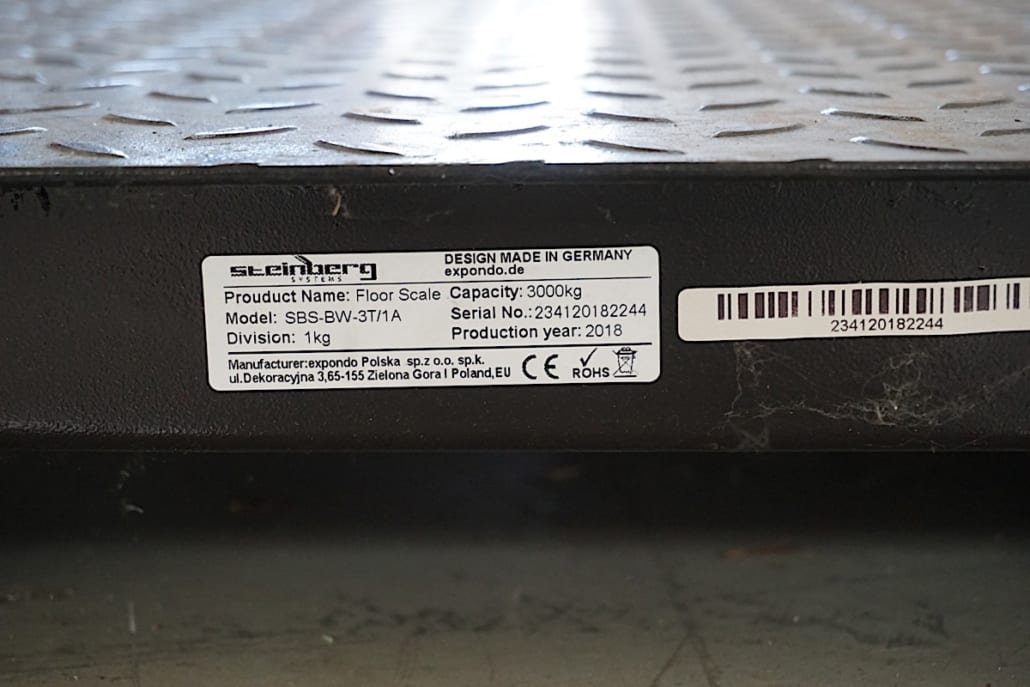 steinberg
SYSTEMS
DESIGN MADE IN GERMANY
expondo.de
Prouduct Name: Floor Scale
Capacity: 3000kg
Model: SBS-BW-3T/1A
Serial No.:234120182244
Division: 1kg
Production year: 2018
Manufacturer:expondo Polska sp.z o.o. sp.k.
ul.Dekoracyjna 3,65-155 Zielona Gora I Poland,EU
CE
ROHS
234120182244